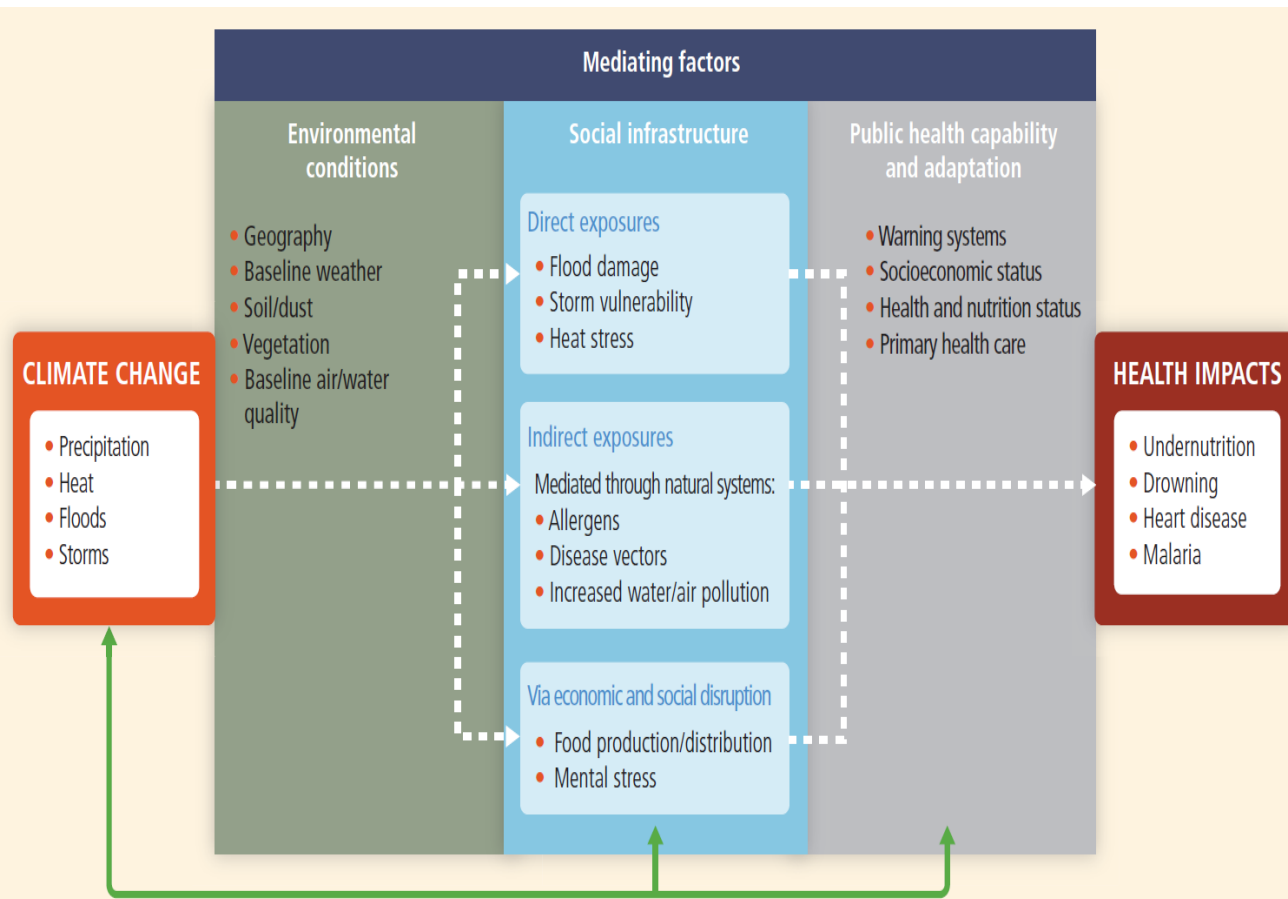 Mediating factors
Environmental
conditions
• Geography
• Baseline weather
• Soil/dust
• Vegetation
• Baseline air/water
quality
Social infrastructure
Direct exposures
• Flood damage
• Storm vulnerability
• Heat stress
Indirect exposures
Mediated through natural systems:
• Allergens
• Disease vectors
• Increased water/air pollution
Via economic and social disruption
• Food production/distribution
• Mental stress
Public health capability
and adaptation
• Warning systems
• Socioeconomic status
• Health and nutrition status
• Primary health care
CLIMATE CHANGE
• Precipitation
• Heat
• Floods
• Storms
HEALTH IMPACTS
• Undernutrition
• Drowning
• Heart disease
• Malaria